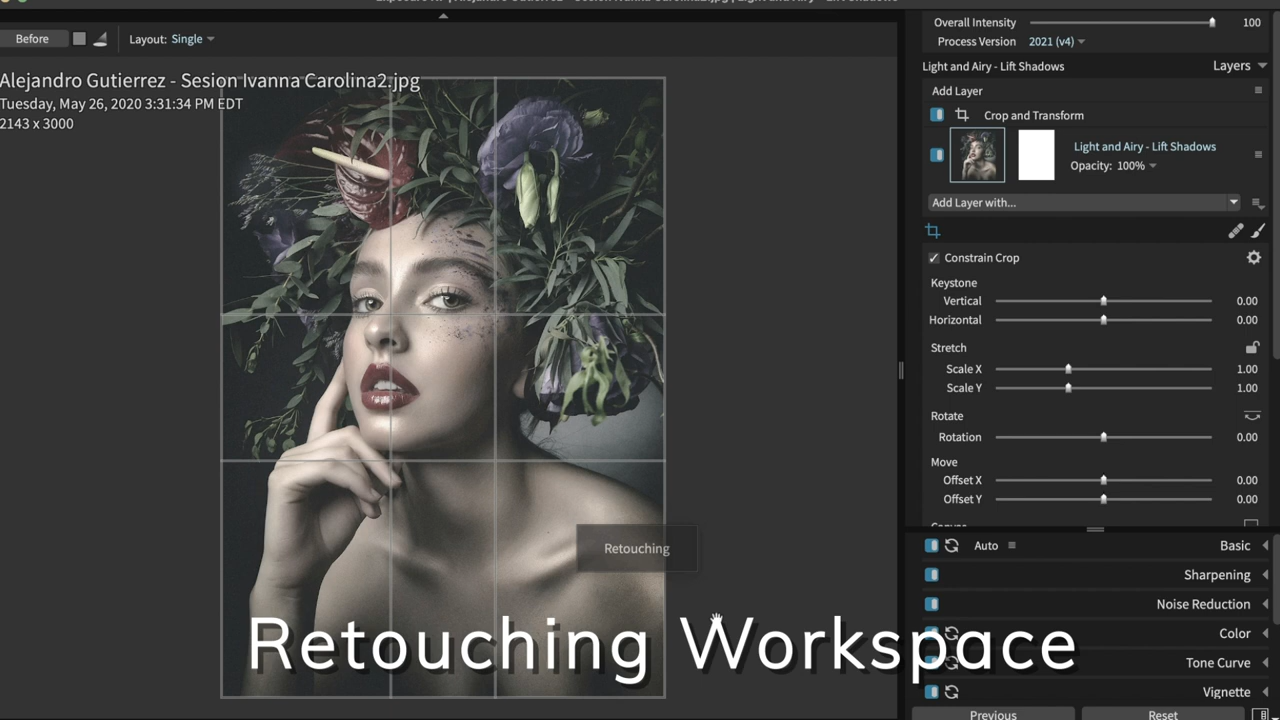 Before
Layout: Single
Alejandro Gutierrez - Sesion Ivanna Carolina2.jpg
Tuesday, May 26, 2020 3:31:34 PM EDT
2143 x 3000
Retouching
Retouching Workspace
Overall Intensity 100
Process Version 2021 (v4)
Light and Airy - Lift Shadows Layers
Add Layer
Crop and Transform
Light and Airy - Lift Shadows
Opacity: 100%
Add Layer with...
Constrain Crop
Keystone
Vertical 0.00
Horizontal 0.00
Stretch
Scale X 1.00
Scale Y 1.00
Rotate
Rotation 0.00
Move
Offset X 0.00
Offset Y 0.00
Auto Basic
Sharpening
Noise Reduction
Color
Tone Curve
Vignette
Previous Reset